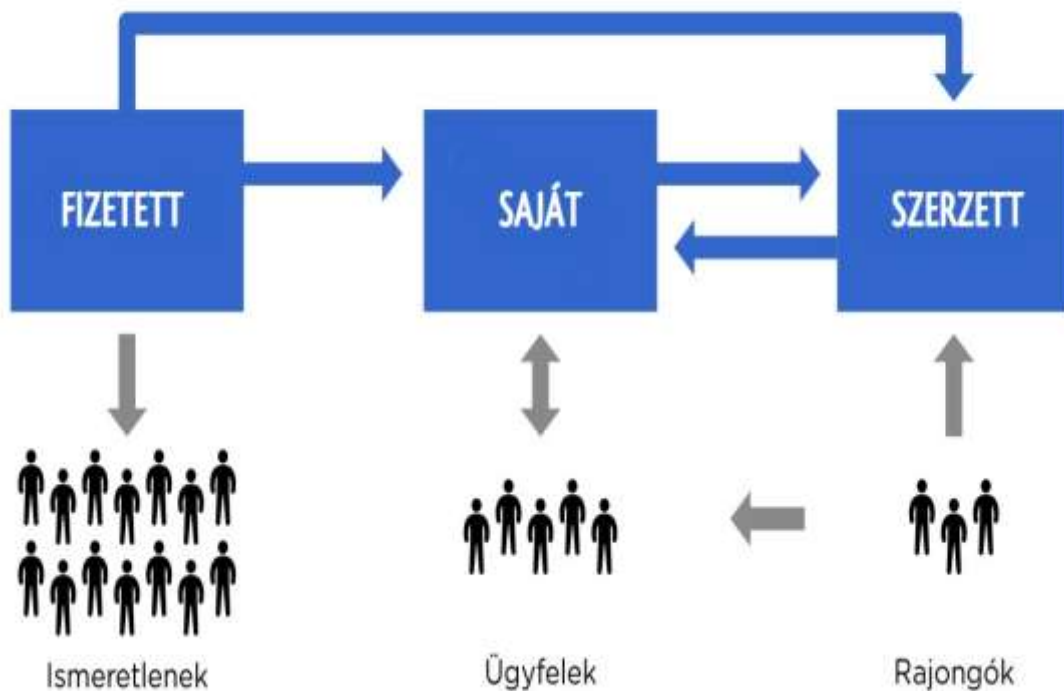 FIZETETT
SAJÁT
SZERZETT
Ismeretlenek
Ügyfelek
Rajongók